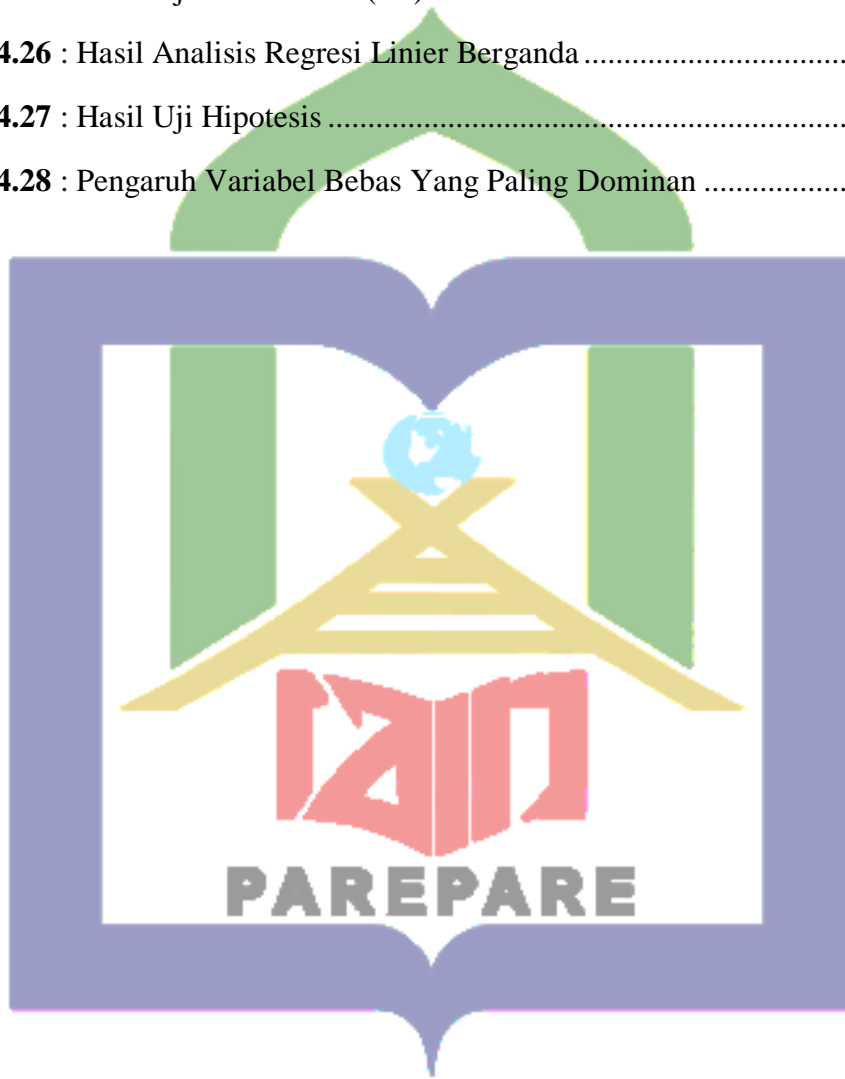 4.26 : Hasil Analisis Regresi Linier Berganda ................................
4.27 : Hasil Uji Hipotesis ................................................................
4.28 : Pengaruh Variabel Bebas Yang Paling Dominan ..................
iain
PAREPARE